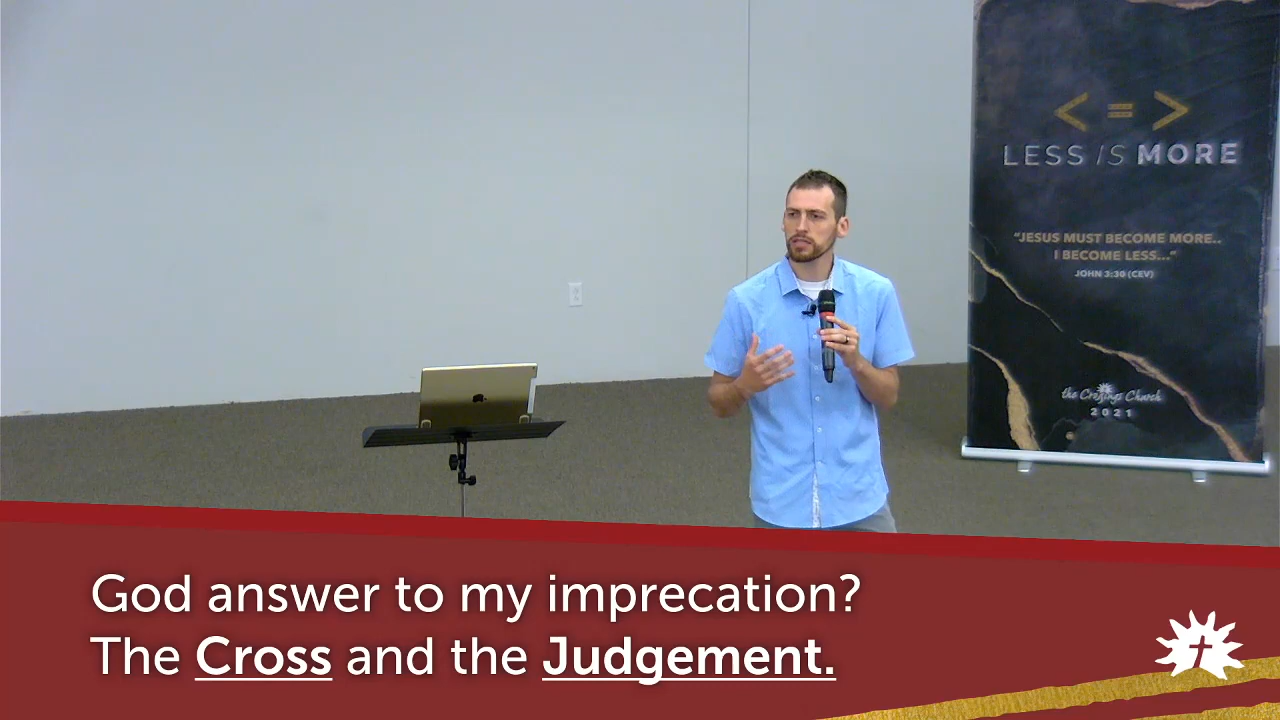 < = >
LESS IS MORE
“JESUS MUST BECOME MORE..
I BECOME LESS...”
JOHN 3:30 (CEV)
the Crossings Church
2021
God answer to my imprecation?
The Cross and the Judgement.